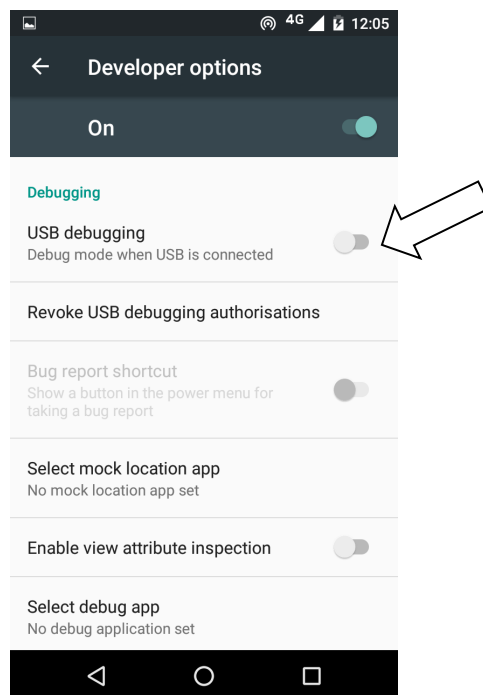 4G 12:05
Developer options
On
Debugging
USB debugging
Debug mode when USB is connected
Revoke USB debugging authorisations
Bug report shortcut
Show a button in the power menu for
taking a bug report
Select mock location app
No mock location app set
Enable view attribute inspection
Select debug app
No debug application set